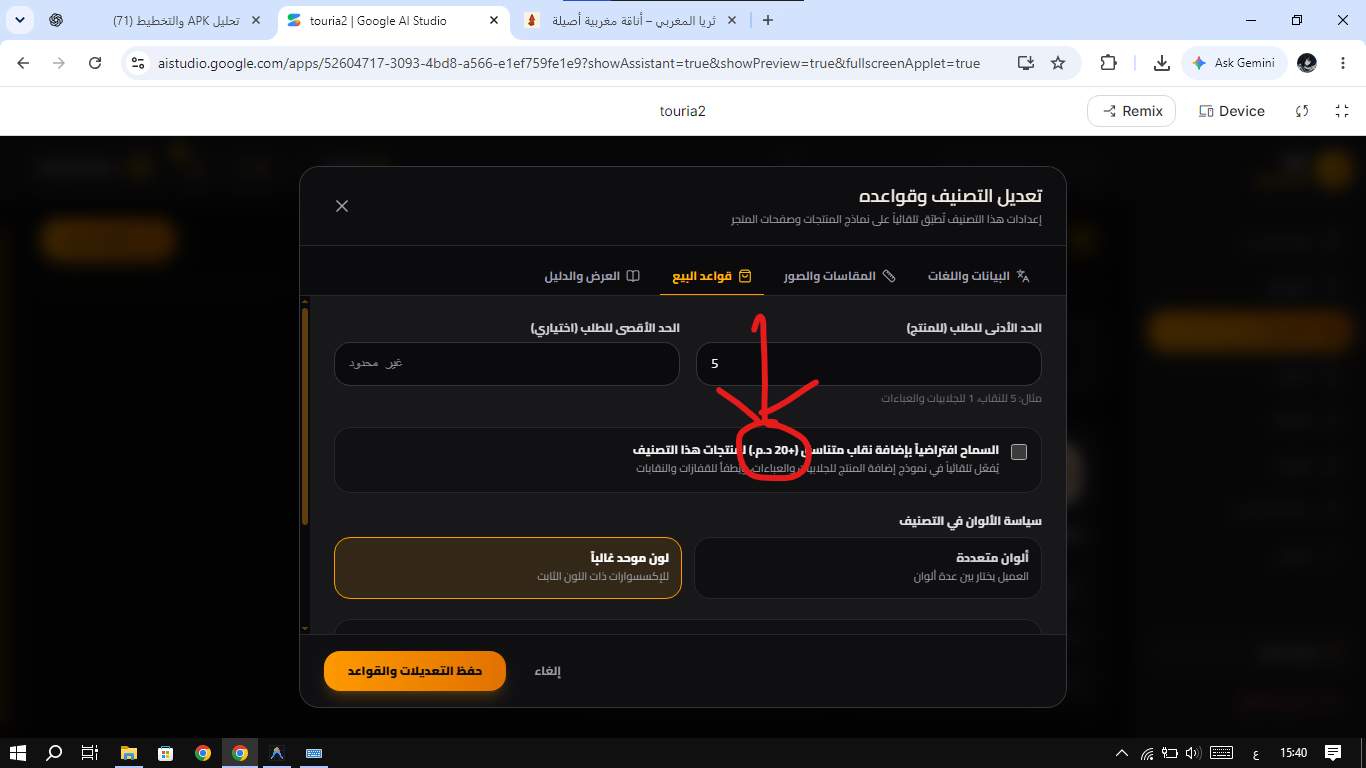 تحليل APK والتخطيط (71)
touria2 | Google AI Studio
ثريا المغربي – أناقة مغربية أصيلة
aistudio.google.com/apps/52604717-3093-4bd8-a566-e1ef759fe1e9?showAssistant=true&showPreview=true&fullscreenApplet=true
Ask Gemini
touria2
Remix
Device
تعديل التصنيف وقواعده
إعدادات هذا التصنيف تُطبّق تلقائياً على نماذج المنتجات وصفحات المتجر
البيانات واللغات
المقاسات والصور
قواعد البيع
العرض والدليل
الحد الأدنى للطلب (للمنتج)
الحد الأقصى للطلب (اختياري)
5
غير محدود
مثال: 5 للنقاب، 1 للجلابيات والعباءات
السماح افتراضياً بإضافة نقاب متناسق (+20 د.م.) لمنتجات هذا التصنيف
يُفعّل تلقائياً في نموذج إضافة المنتج للجلابيات والعباءات، ويُطفأ للقفازات والنقابات
سياسة الألوان في التصنيف
ألوان متعددة
العميل يختار بين عدة ألوان
لون موحد غالباً
للإكسسوارات ذات اللون الثابت
إلغاء
حفظ التعديلات والقواعد
ع
15:40